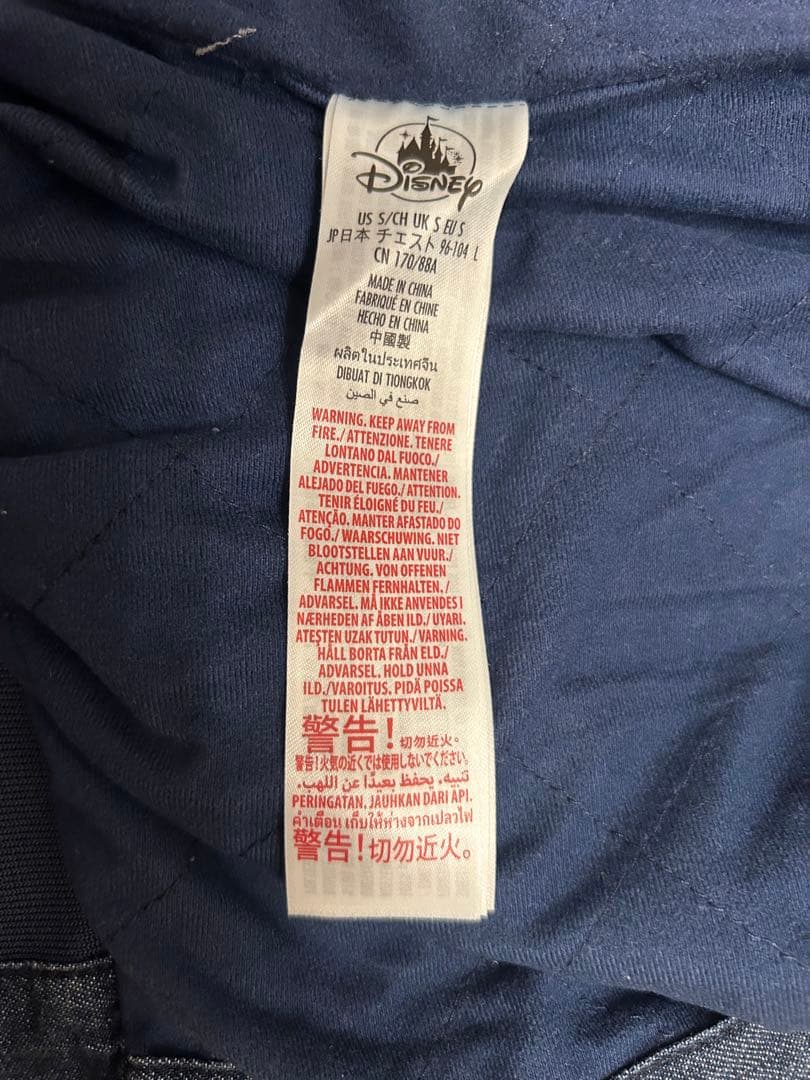 Disney
US S/CH UK S EU S
JP日本 チェスト 96-104 L
CN 170/88A
MADE IN CHINA
FABRIQUÉ EN CHINE
HECHO EN CHINA
中國製
ผลิตในประเทศจีน
DIBUAT DI TIONGKOK
صنع في الصين
WARNING. KEEP AWAY FROM
FIRE./ ATTENZIONE. TENERE
LONTANO DAL FUOCO./
ADVERTENCIA. MANTENER
ALEJADO DEL FUEGO./ ATTENTION.
TENIR ÉLOIGNÉ DU FEU./
ATENÇÃO. MANTER AFASTADO DO
FOGO./ WAARSCHUWING. NIET
BLOOTSTELLEN AAN VUUR./
ACHTUNG. VON OFFENEN
FLAMMEN FERNHALTEN./
ADVARSEL. MÅ IKKE ANVENDES I
NÆRHEDEN AF ÅBEN ILD./ UYARI.
ATEŞTEN UZAK TUTUN./ VARNING.
HÅLL BORTA FRÅN ELD./
ADVARSEL. HOLD UNNA
ILD./VAROITUS. PIDÄ POISSA
TULEN LÄHETTYVILTÄ.
警告!切勿近火。
警告!火気の近くでは使用しないでください。
تنبيه. يحفظ بعيدًا عن اللهب.
PERINGATAN. JAUHKAN DARI API.
คำเตือน เก็บให้ห่างจากเปลวไฟ
警告!切勿近火。